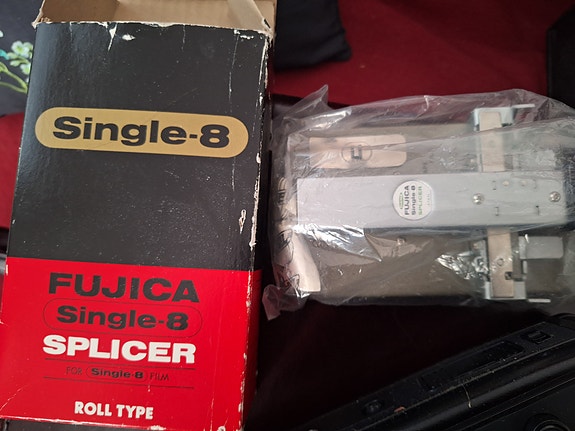 Single-8
FUJICA
Single-8
SPLICER
FOR Single-8 FILM
ROLL TYPE
FUJICA
Single-8
SPLICER